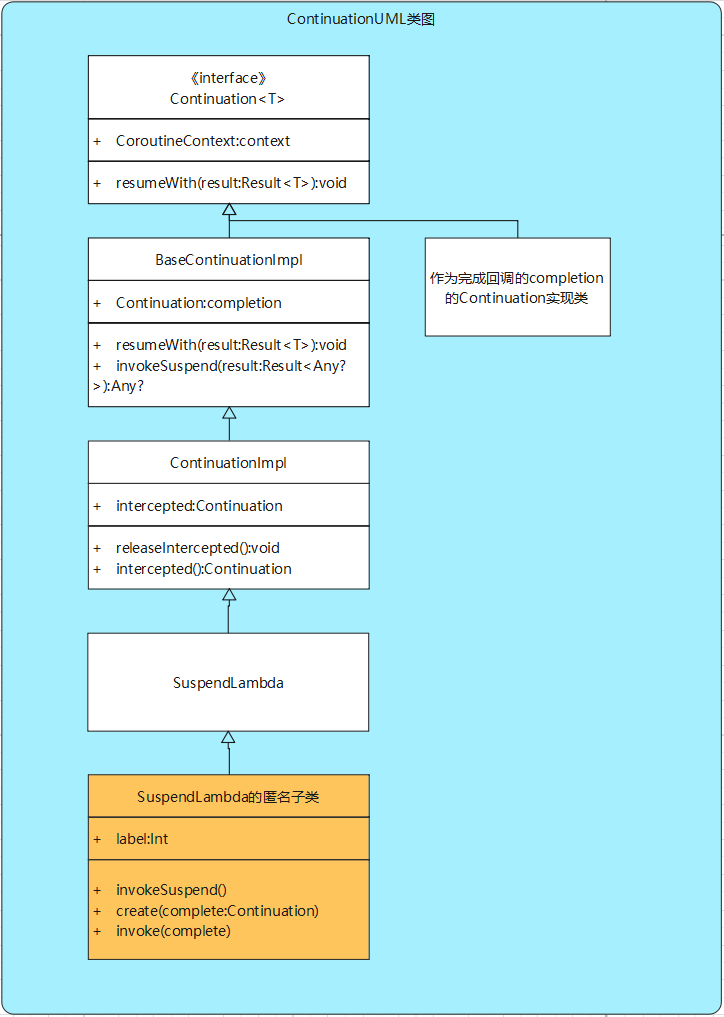 ContinuationUML类图
《interface》
Continuation<T>
+ CoroutineContext:context
+ resumeWith(result:Result<T>):void
BaseContinuationImpl
+ Continuation:completion
+ resumeWith(result:Result<T>):void
+ invokeSuspend(result:Result<Any?
>):Any?
作为完成回调的completion
的Continuation实现类
ContinuationImpl
+ intercepted:Continuation
+ releaseIntercepted():void
+ intercepted():Continuation
SuspendLambda
SuspendLambda的匿名子类
+ label:Int
+ invokeSuspend()
+ create(complete:Continuation)
+ invoke(complete)